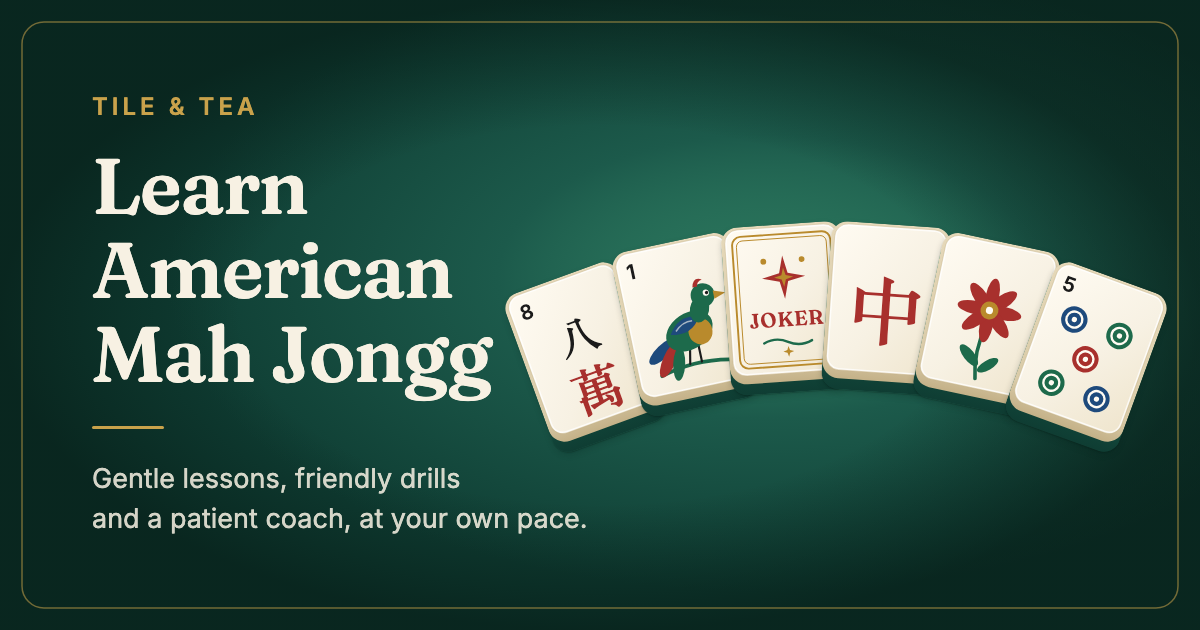 TILE & TEA
Learn
American
Mah Jongg
Gentle lessons, friendly drills
and a patient coach, at your own pace.
8
八
萬
1
JOKER
中
5